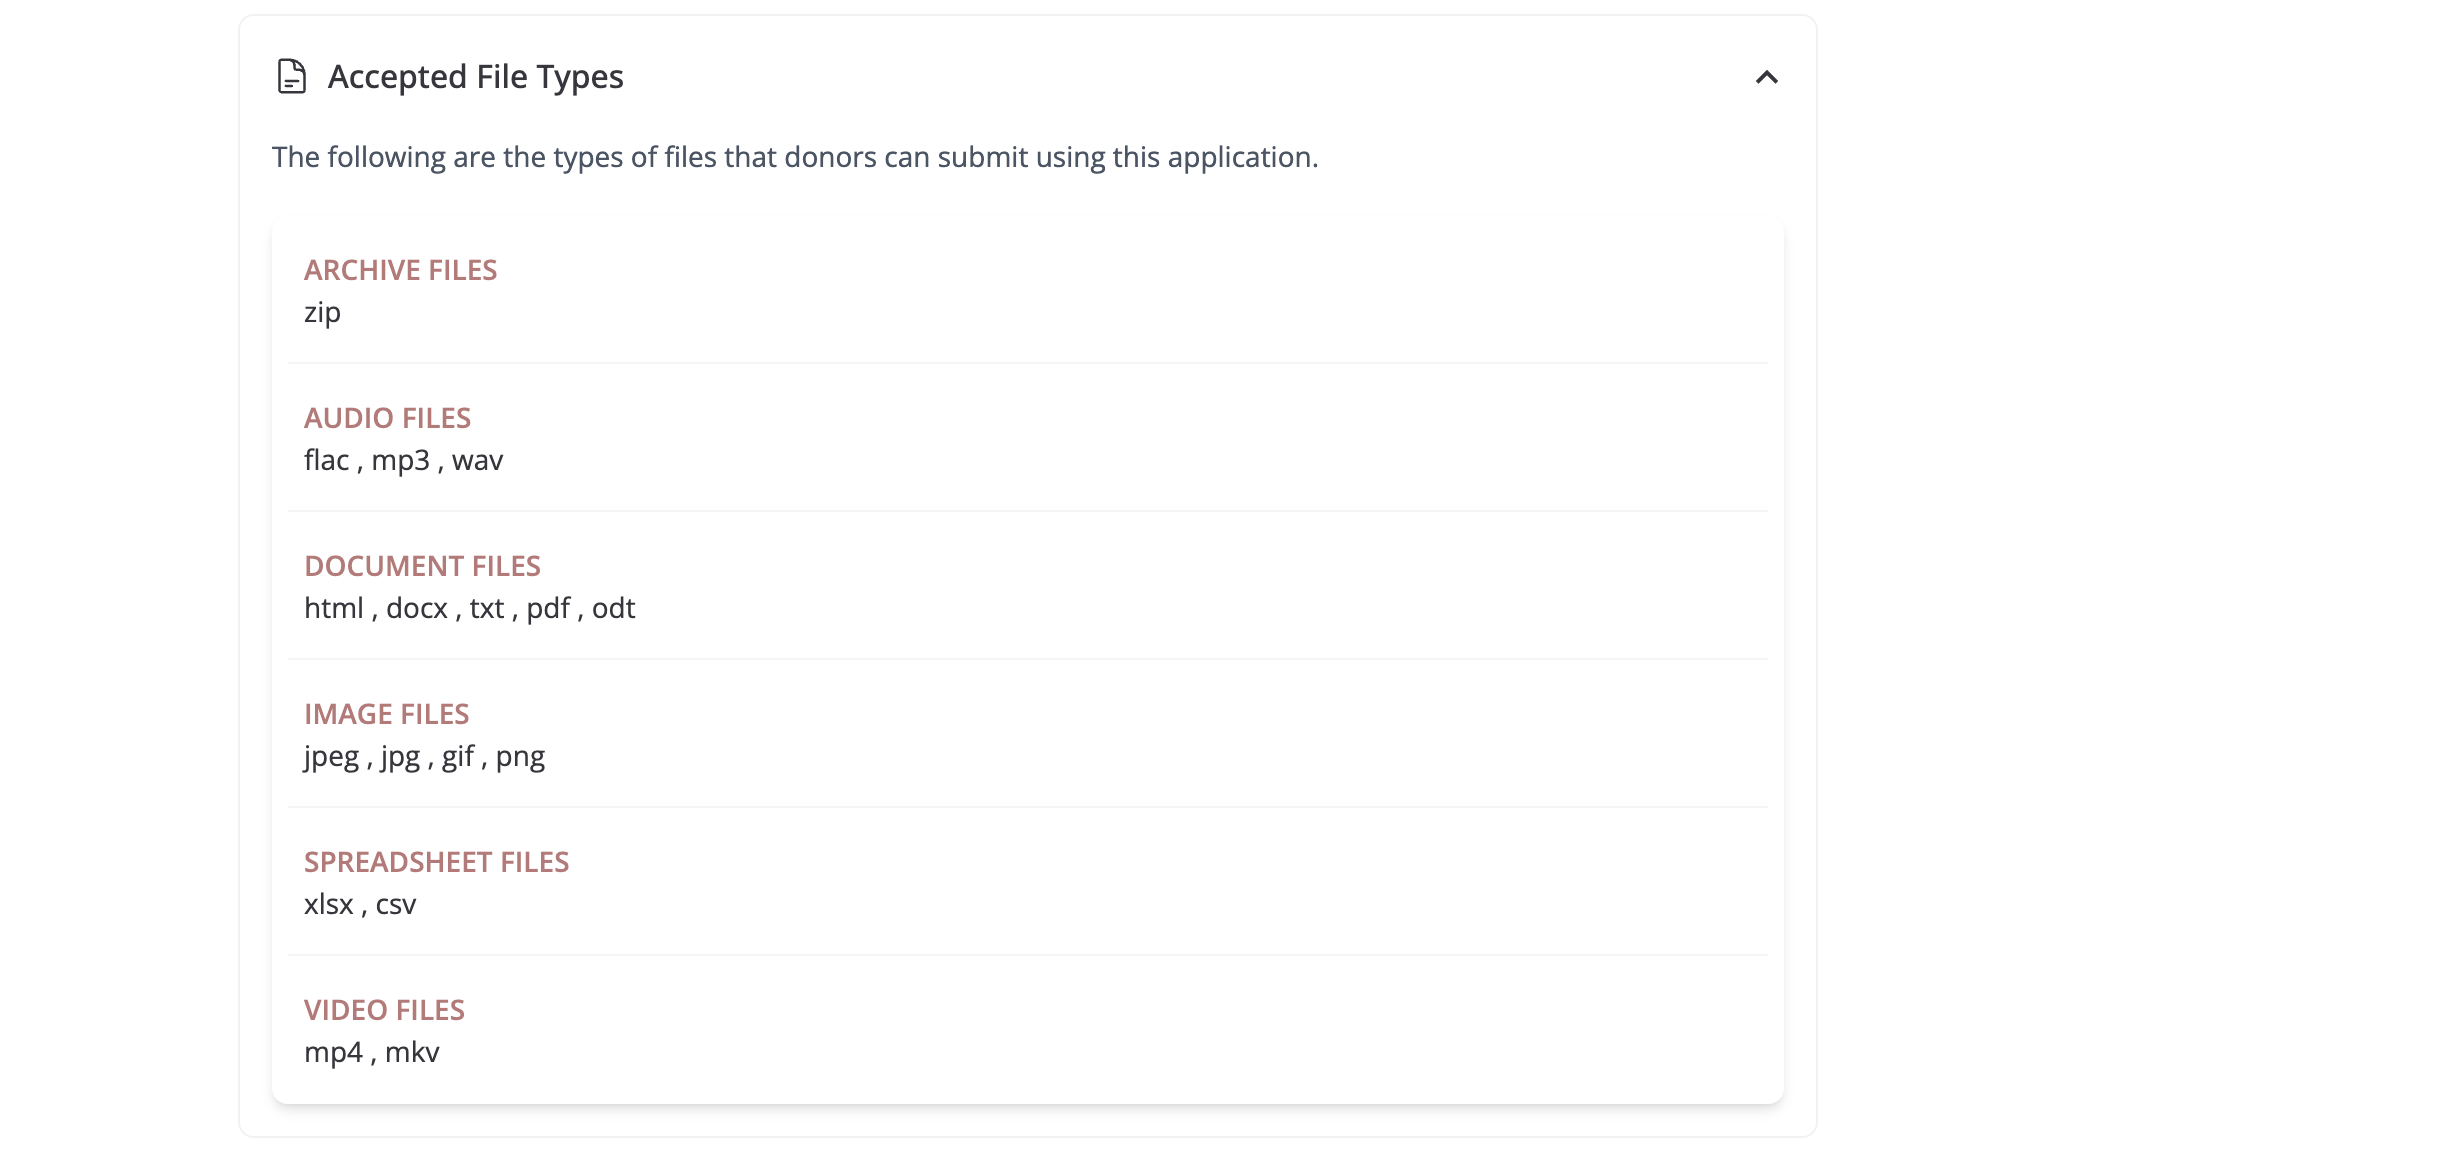 Accepted File Types
The following are the types of files that donors can submit using this application.
ARCHIVE FILES
zip
AUDIO FILES
flac , mp3 , wav
DOCUMENT FILES
html , docx , txt , pdf , odt
IMAGE FILES
jpeg , jpg , gif , png
SPREADSHEET FILES
xlsx , csv
VIDEO FILES
mp4 , mkv